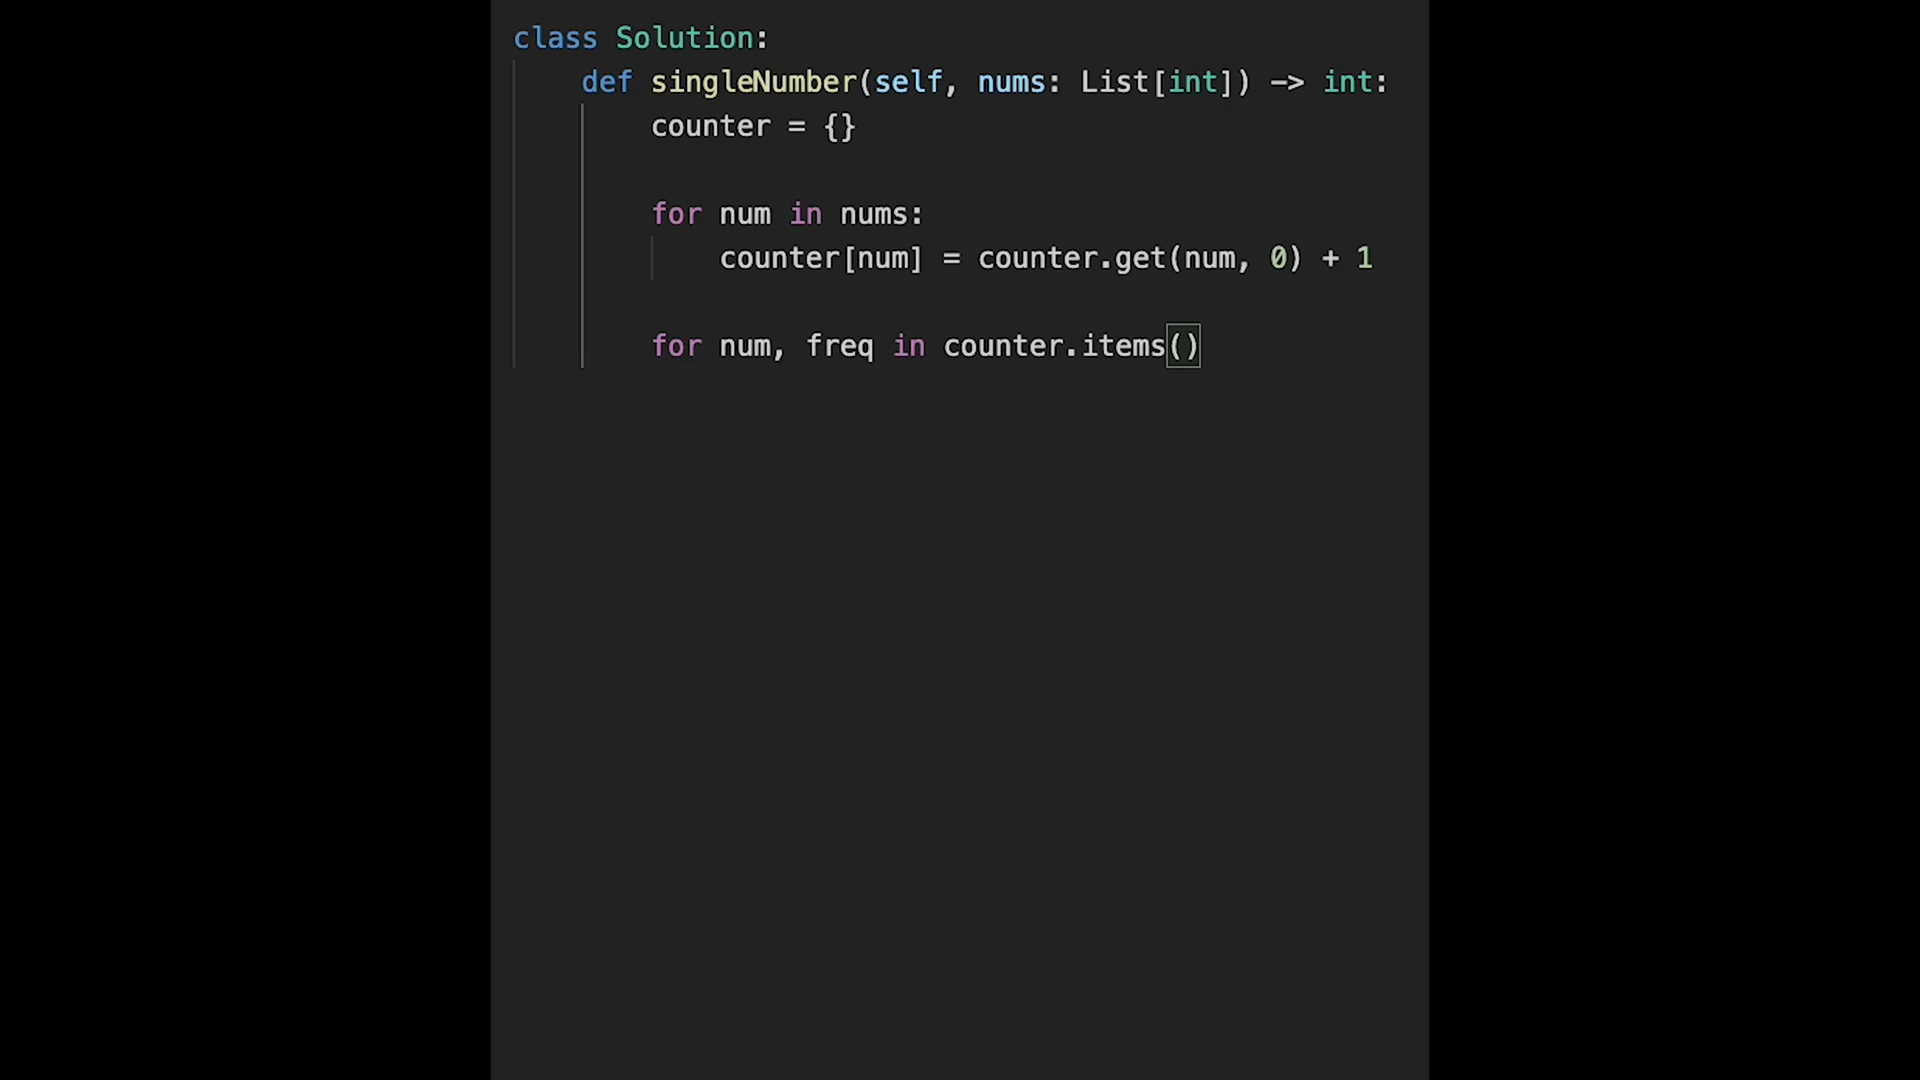 class Solution:
    def singleNumber(self, nums: List[int]) -> int:
        counter = {}
        for num in nums:
            counter[num] = counter.get(num, 0) + 1
        for num, freq in counter.items()